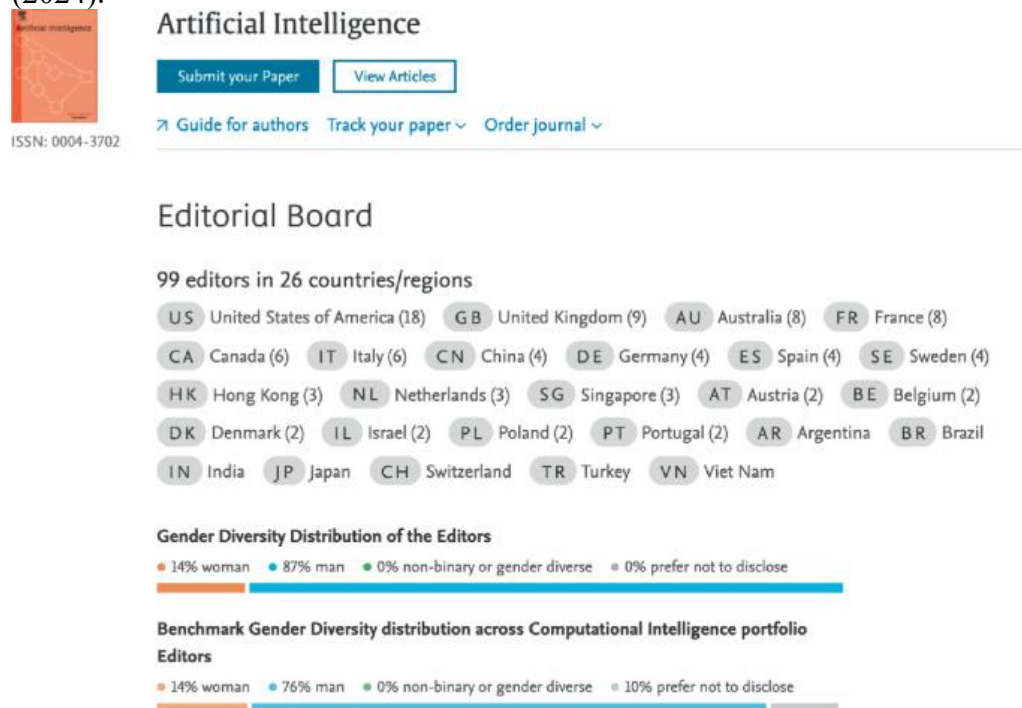 (2024).
Artificial Intelligence
Artificial Intelligence
Submit your Paper View Articles
Guide for authors Track your paper Order journal
ISSN: 0004-3702
Editorial Board
99 editors in 26 countries/regions
US United States of America (18) GB United Kingdom (9) AU Australia (8) FR France (8)
CA Canada (6) IT Italy (6) CN China (4) DE Germany (4) ES Spain (4) SE Sweden (4)
HK Hong Kong (3) NL Netherlands (3) SG Singapore (3) AT Austria (2) BE Belgium (2)
DK Denmark (2) IL Israel (2) PL Poland (2) PT Portugal (2) AR Argentina BR Brazil
IN India JP Japan CH Switzerland TR Turkey VN Viet Nam
Gender Diversity Distribution of the Editors
14% woman 87% man 0% non-binary or gender diverse 0% prefer not to disclose
Benchmark Gender Diversity distribution across Computational Intelligence portfolio
Editors
14% woman 76% man 0% non-binary or gender diverse 10% prefer not to disclose